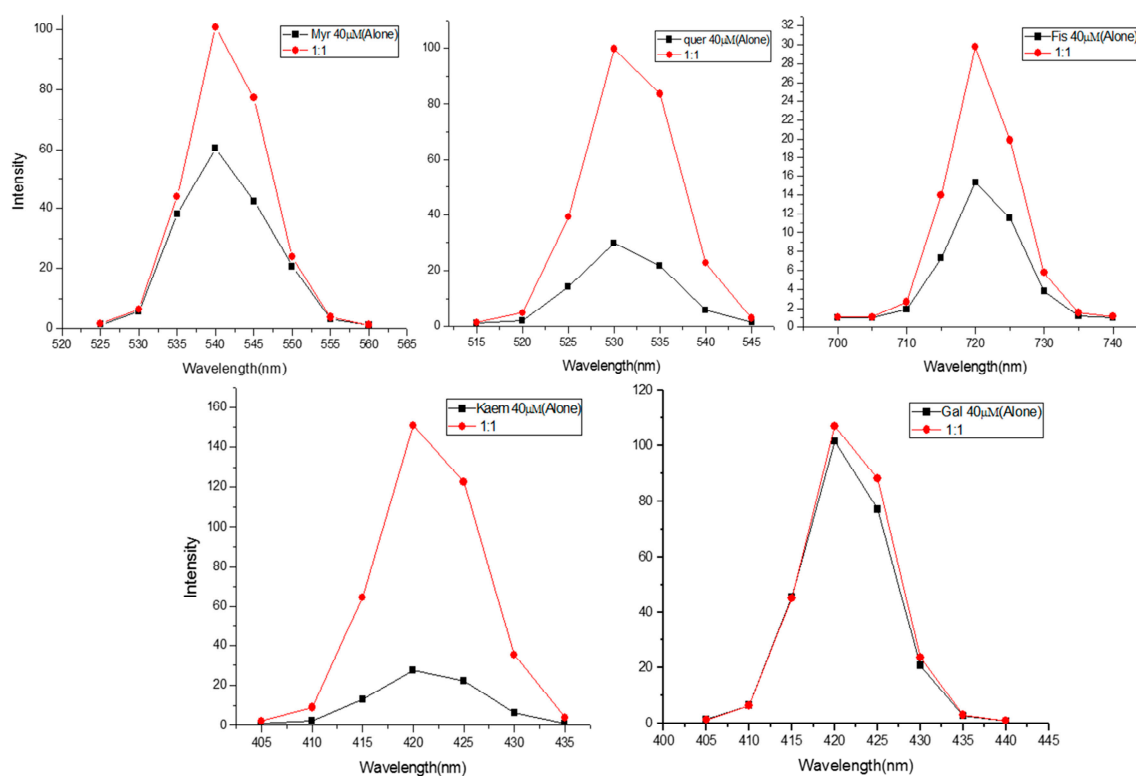 Myr 40μM(Alone)
1:1
Intensity
100
80
60
40
20
0
520 525 530 535 540 545 550 555 560 565
Wavelength(nm)
quer 40μM(Alone)
1:1
100
80
60
40
20
0
515 520 525 530 535 540 545
Wavelength(nm)
Fis 40μM(Alone)
1:1
32
30
28
26
24
22
20
18
16
14
12
10
8
6
4
2
0
700 710 720 730 740
Wavelength(nm)
Kaem 40μM(Alone)
1:1
Intensity
160
140
120
100
80
60
40
20
0
405 410 415 420 425 430 435
Wavelength(nm)
Gal 40μM(Alone)
1:1
120
100
80
60
40
20
0
400 405 410 415 420 425 430 435 440 445
Wavelength(nm)